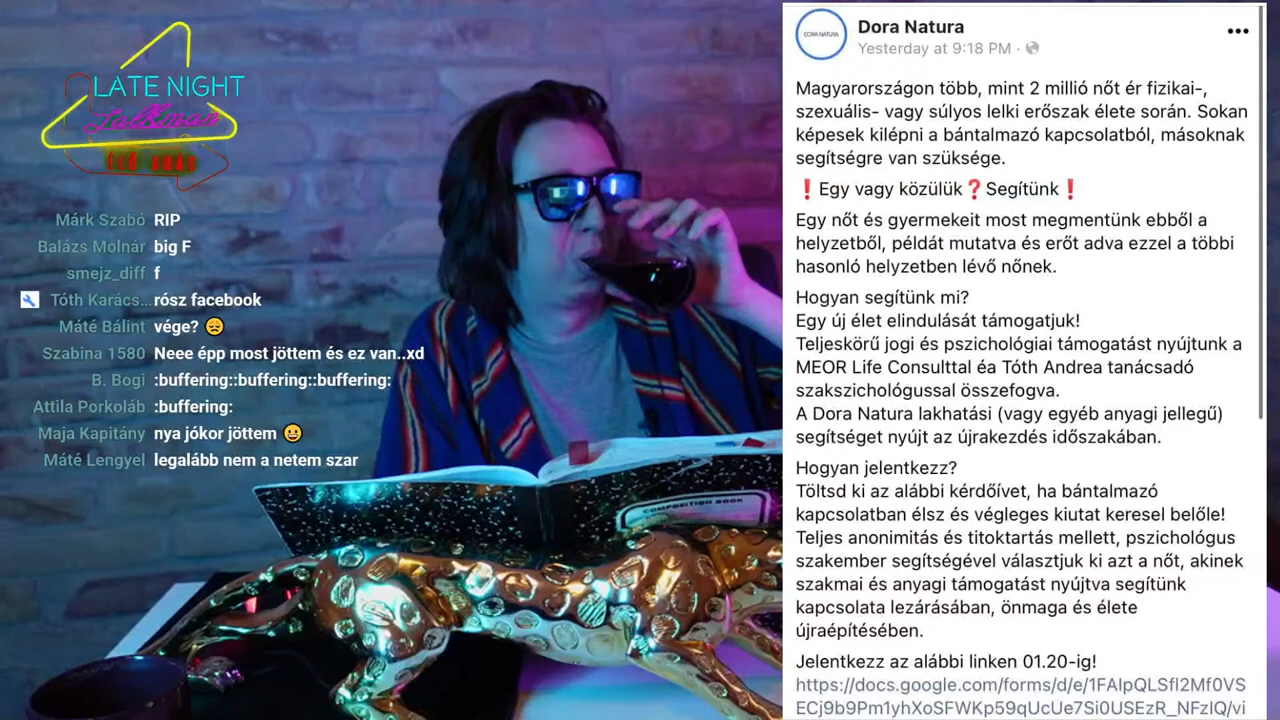 LATE NIGHT
Talkman
ÉLŐ ADÁS
Márk Szabó RIP
Balázs Molnár big F
smejz_diff f
Tóth Karács... rósz facebook
Máté Bálint vége? 😔
Szabina 1580 Neee épp most jöttem és ez van..xd
B. Bogi :buffering::buffering::buffering:
Attila Porkoláb :buffering:
Maja Kapitány nya jókor jöttem 😀
Máté Lengyel legalább nem a netem szar
COMPOSITION BOOK
DORA NATURA
Dora Natura
Yesterday at 9:18 PM ·
Magyarországon több, mint 2 millió nőt ér fizikai-,
szexuális- vagy súlyos lelki erőszak élete során. Sokan
képesek kilépni a bántalmazó kapcsolatból, másoknak
segítségre van szüksége.
❗Egy vagy közülük❓Segítünk❗
Egy nőt és gyermekeit most megmentünk ebből a
helyzetből, példát mutatva és erőt adva ezzel a többi
hasonló helyzetben lévő nőnek.
Hogyan segítünk mi?
Egy új élet elindulását támogatjuk!
Teljeskörű jogi és pszichológiai támogatást nyújtunk a
MEOR Life Consulttal éa Tóth Andrea tanácsadó
szakszichológussal összefogva.
A Dora Natura lakhatási (vagy egyéb anyagi jellegű)
segítséget nyújt az újrakezdés időszakában.
Hogyan jelentkezz?
Töltsd ki az alábbi kérdőívet, ha bántalmazó
kapcsolatban élsz és végleges kiutat keresel belőle!
Teljes anonimitás és titoktartás mellett, pszichológus
szakember segítségével választjuk ki azt a nőt, akinek
szakmai és anyagi támogatást nyújtva segítünk
kapcsolata lezárásában, önmaga és élete
újraépítésében.
Jelentkezz az alábbi linken 01.20-ig!
https://docs.google.com/forms/d/e/1FAIpQLSfI2Mf0VS
ECj9b9Pm1yhXoSFWKp59qUcUe7Si0USEzR_NFzIQ/vi